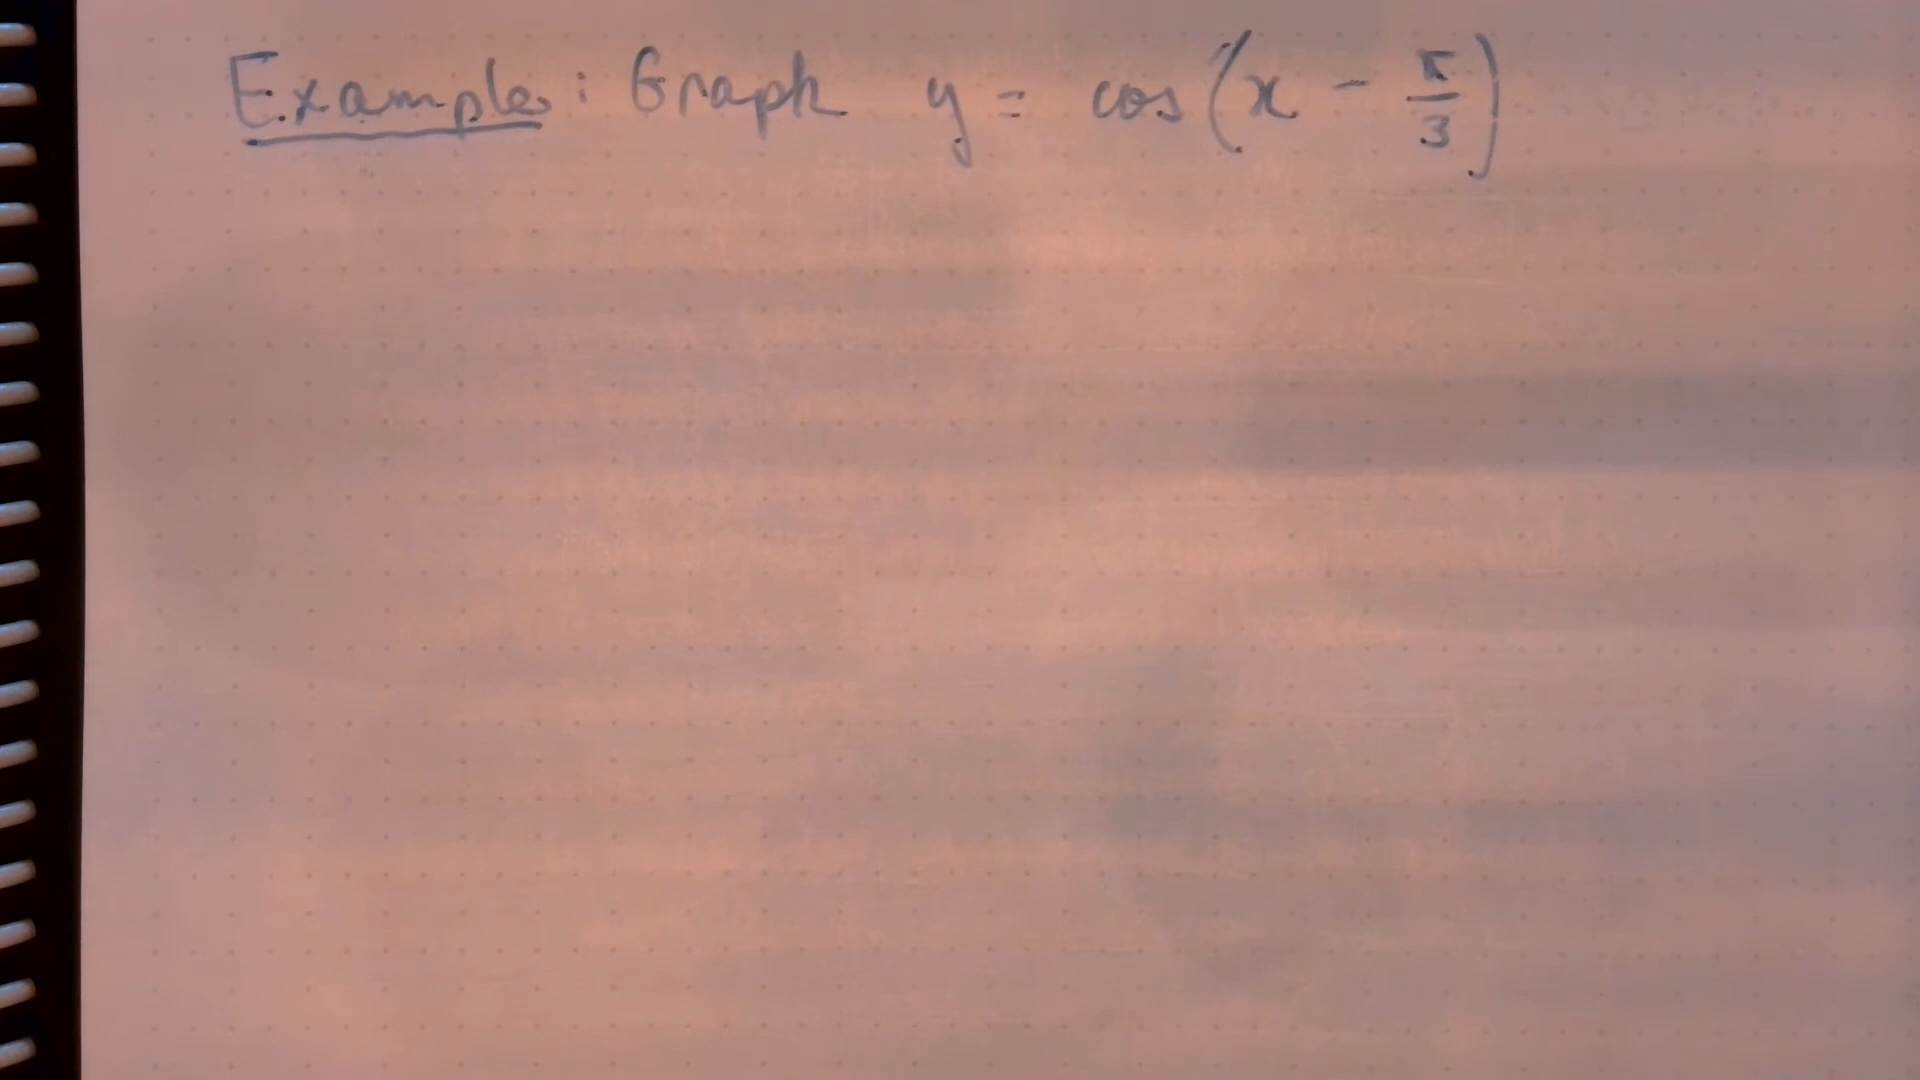 Example: Graph y = cos(x - π/3)